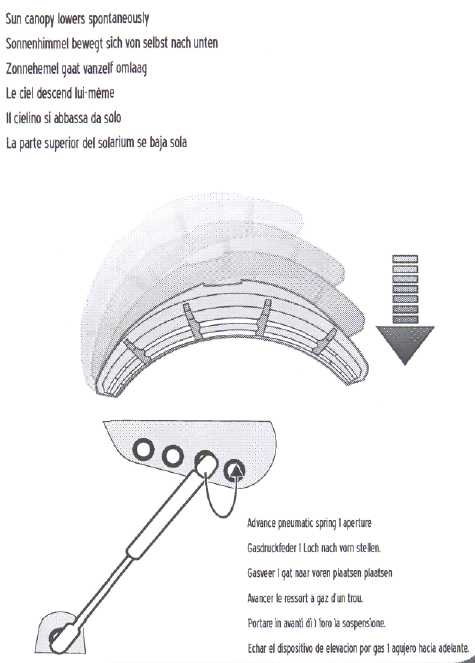 Sun canopy lowers spontaneously
Sonnenhimmel bewegt sich von selbst nach unten
Zonnehemel gaat vanzelf omlaag
Le ciel descend lui-même
Il cielino si abbassa da solo
La parte superior del solarium se baja sola
Advance pneumatic spring 1 aperture
Gasdruckfeder 1 Loch nach vorn stellen.
Gasveer 1 gat naar voren plaatsen plaatsen
Avancer le ressort a gaz d'un trou.
Portare in avanti di 1 foro la sospensione.
Echar el dispositivo de elevacion por gas 1 agujero hacia adelante